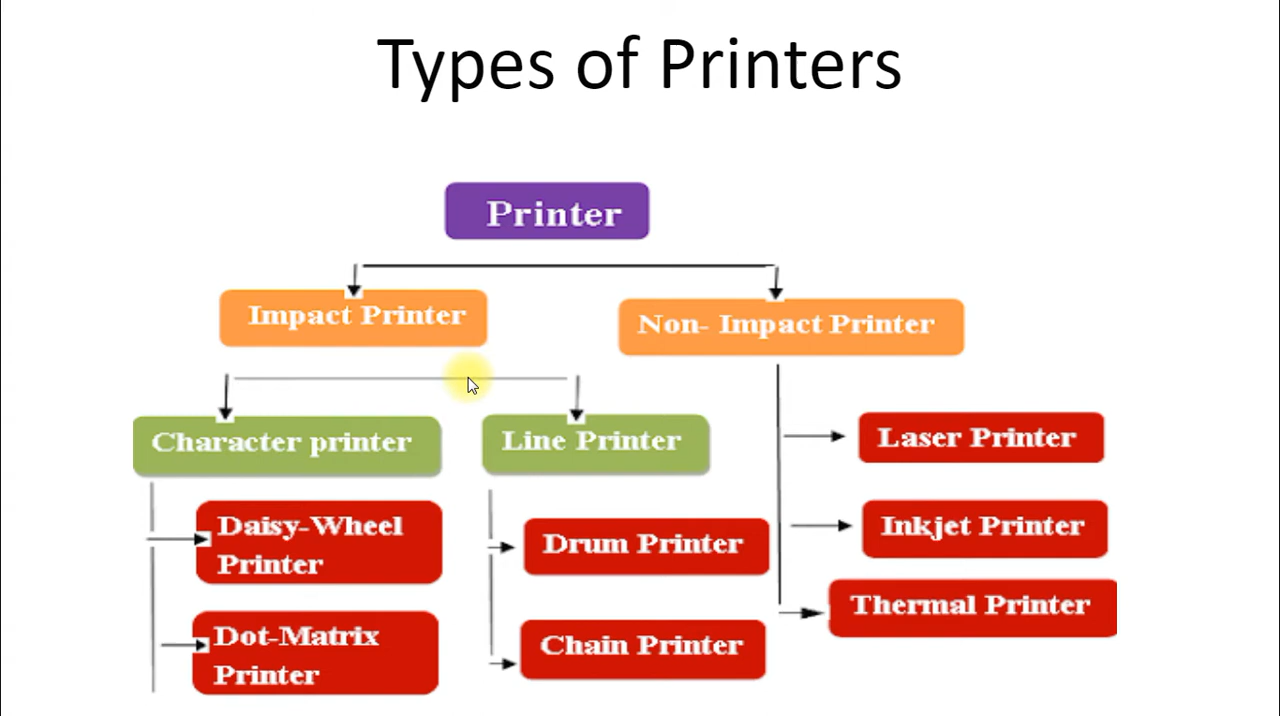 Types of Printers
Printer
Impact Printer
Non- Impact Printer
Character printer
Line Printer
Laser Printer
Daisy-Wheel
Printer
Drum Printer
Inkjet Printer
Dot-Matrix
Printer
Chain Printer
Thermal Printer